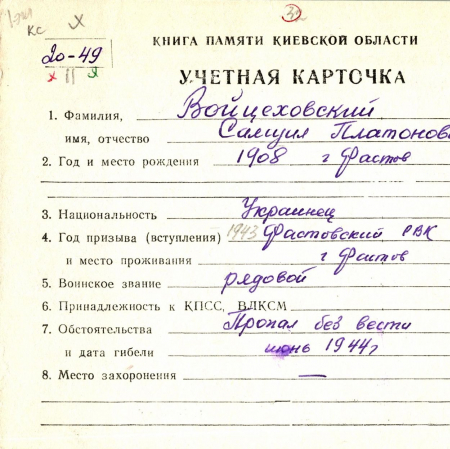 КС X
20-49
X II Я
КНИГА ПАМЯТИ КИЕВСКОЙ ОБЛАСТИ
УЧЕТНАЯ КАРТОЧКА
1. Фамилия, Войцеховский
имя, отчество Самуил Платонов
2. Год и место рождения 1908 г Фастов
3. Национальность Украинец
4. Год призыва (вступления) 1943 Фастовский РВК
и место проживания г Фастов
5. Воинское звание рядовой
6. Принадлежность к КПСС, ВЛКСМ
7. Обстоятельства Пропал без вести
и дата гибели июнь 1944г
8. Место захоронения —